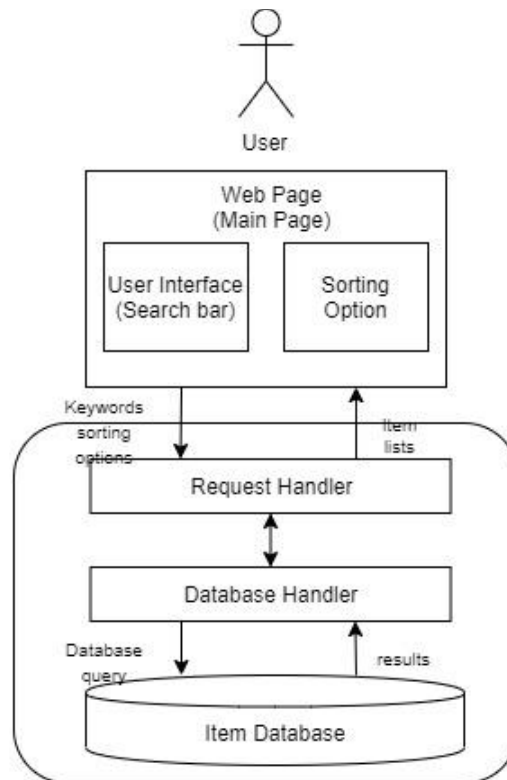 User
Web Page
(Main Page)
User Interface
(Search bar)
Sorting
Option
Keywords
sorting
options
Item
lists
Request Handler
Database Handler
Database
query
results
Item Database